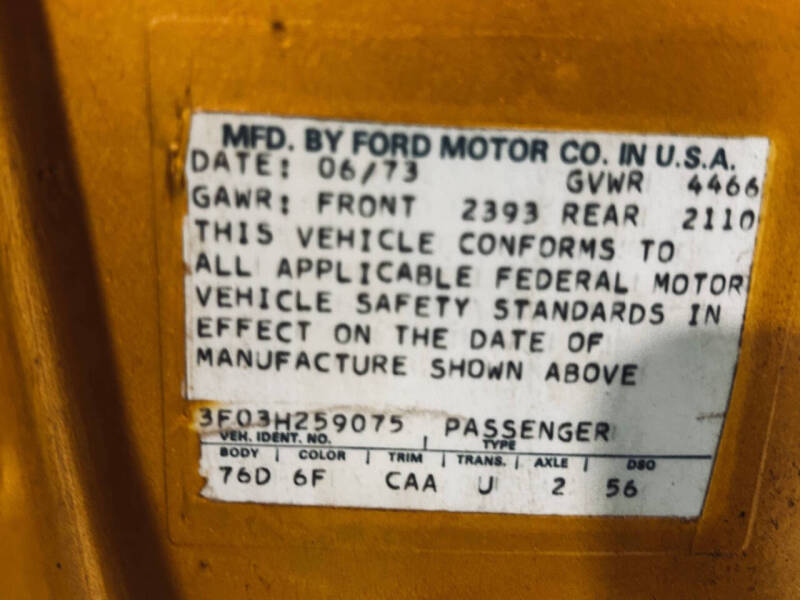 MFD. BY FORD MOTOR CO. IN U.S.A.
DATE: 06/73 GVWR 4466
GAWR: FRONT 2393 REAR 2110
THIS VEHICLE CONFORMS TO
ALL APPLICABLE FEDERAL MOTOR
VEHICLE SAFETY STANDARDS IN
EFFECT ON THE DATE OF
MANUFACTURE SHOWN ABOVE
3F03H259075 PASSENGER
VEH. IDENT. NO. TYPE
BODY COLOR TRIM TRANS. AXLE DSO
76D 6F CAA U 2 56